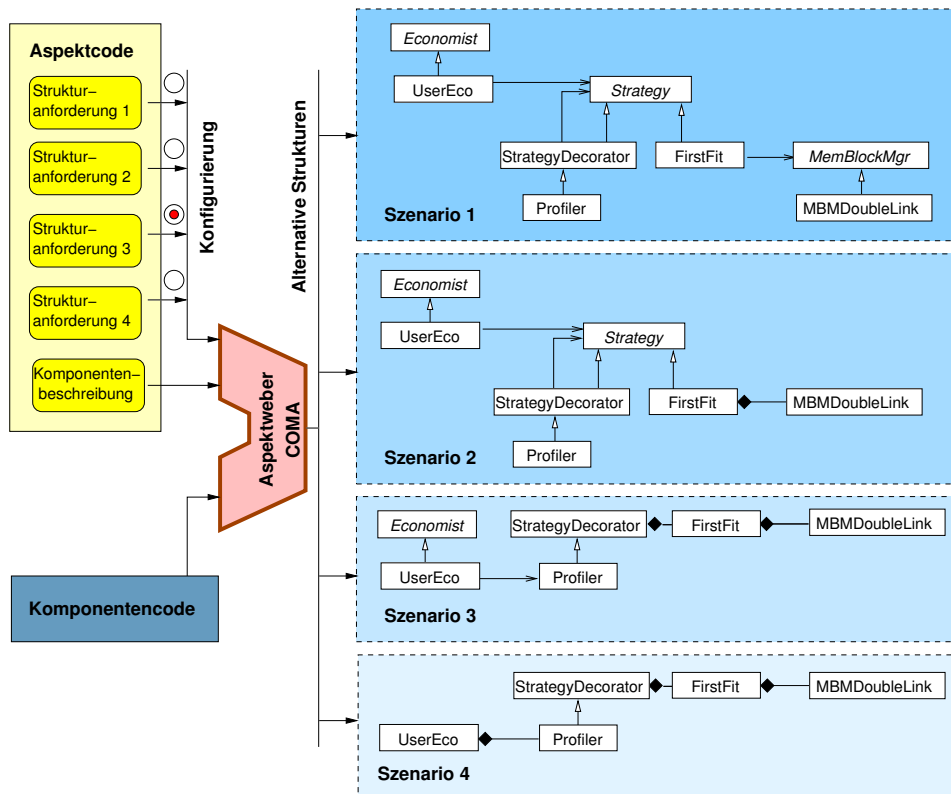 Aspektcode
Struktur–
anforderung 1
Struktur–
anforderung 2
Struktur–
anforderung 3
Struktur–
anforderung 4
Komponenten–
beschreibung
Konfigurierung
Aspektweber
COMA
Komponentencode
Alternative Strukturen
Economist
UserEco
Strategy
StrategyDecorator
FirstFit
MemBlockMgr
Profiler
MBMDoubleLink
Szenario 1
Economist
UserEco
Strategy
StrategyDecorator
FirstFit
MBMDoubleLink
Profiler
Szenario 2
Economist
StrategyDecorator
FirstFit
MBMDoubleLink
UserEco
Profiler
Szenario 3
StrategyDecorator
FirstFit
MBMDoubleLink
UserEco
Profiler
Szenario 4